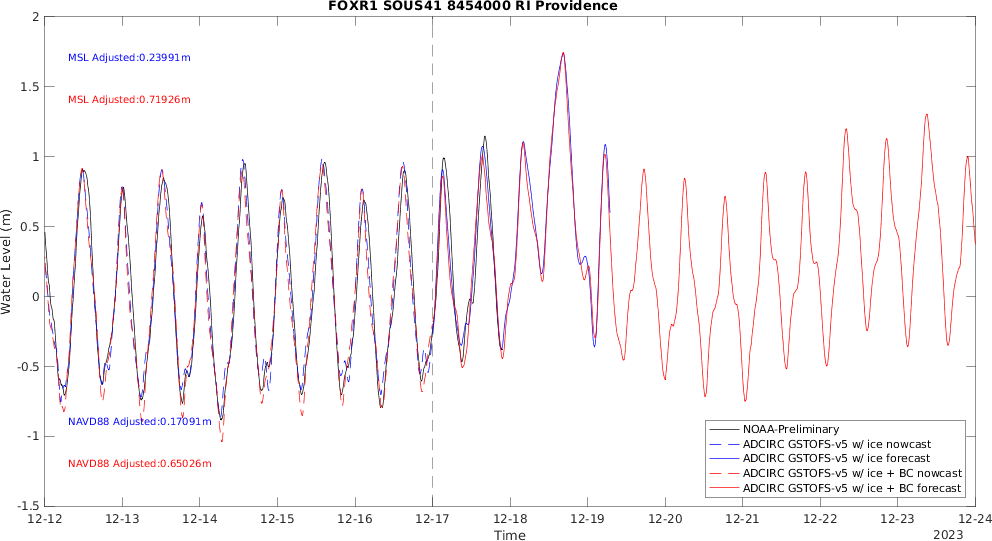 FOXR1 SOUS41 8454000 RI Providence
MSL Adjusted:0.23991m
MSL Adjusted:0.71926m
NAVD88 Adjusted:0.17091m
NAVD88 Adjusted:0.65026m
Water Level (m)
2
1.5
1
0.5
0
-0.5
-1
-1.5
NOAA-Preliminary
ADCIRC GSTOFS-v5 w/ ice nowcast
ADCIRC GSTOFS-v5 w/ ice forecast
ADCIRC GSTOFS-v5 w/ ice + BC nowcast
ADCIRC GSTOFS-v5 w/ ice + BC forecast
12-12 12-13 12-14 12-15 12-16 12-17 12-18 12-19 12-20 12-21 12-22 12-23 12-24
Time
2023